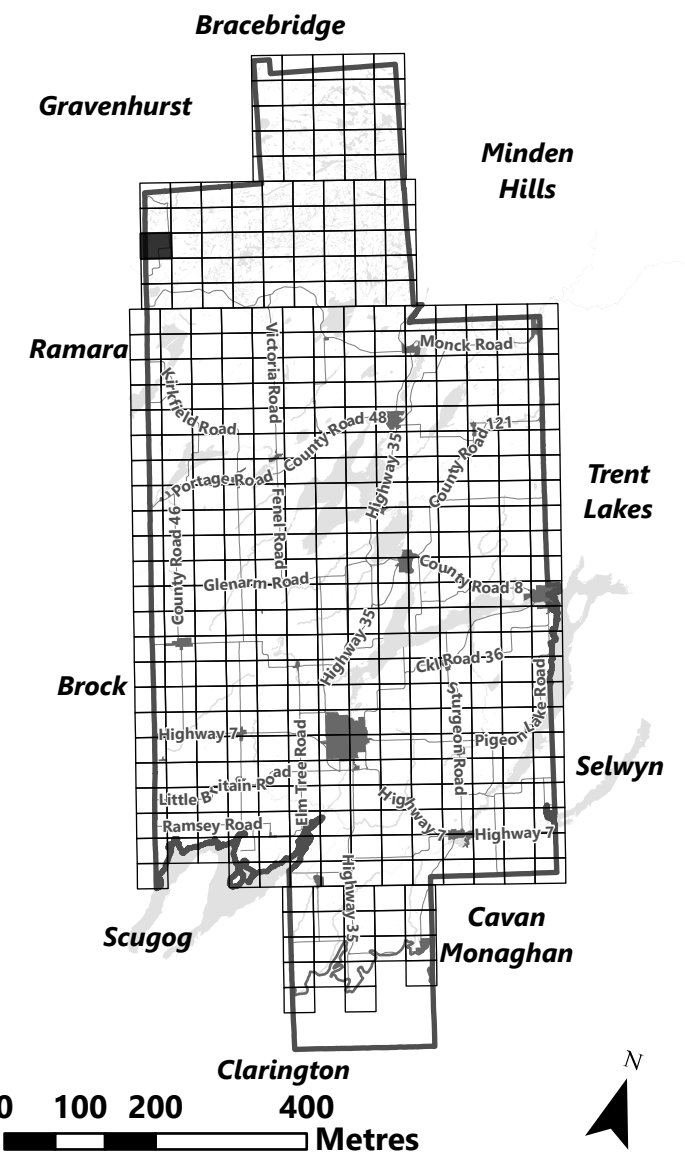 Bracebridge
Gravenhurst
Minden
Hills
Ramara
Victoria Road
Monck Road
Kirkfield Road
County Road 48
Highway 35
County Road 121
Portage Road
Trent
Lakes
County Road 46
Fenel Road
Glenarm Road
County Road 8
Highway 35
Ckl Road 36
Brock
Sturgeon Road
Pigeon Lake Road
Highway 7
Elm Tree Road
Selwyn
Little Britain Road
Highway 7
Ramsey Road
Highway 7
Highway 35
Scugog
Cavan
Monaghan
Clarington
N
0 100 200 400
Metres